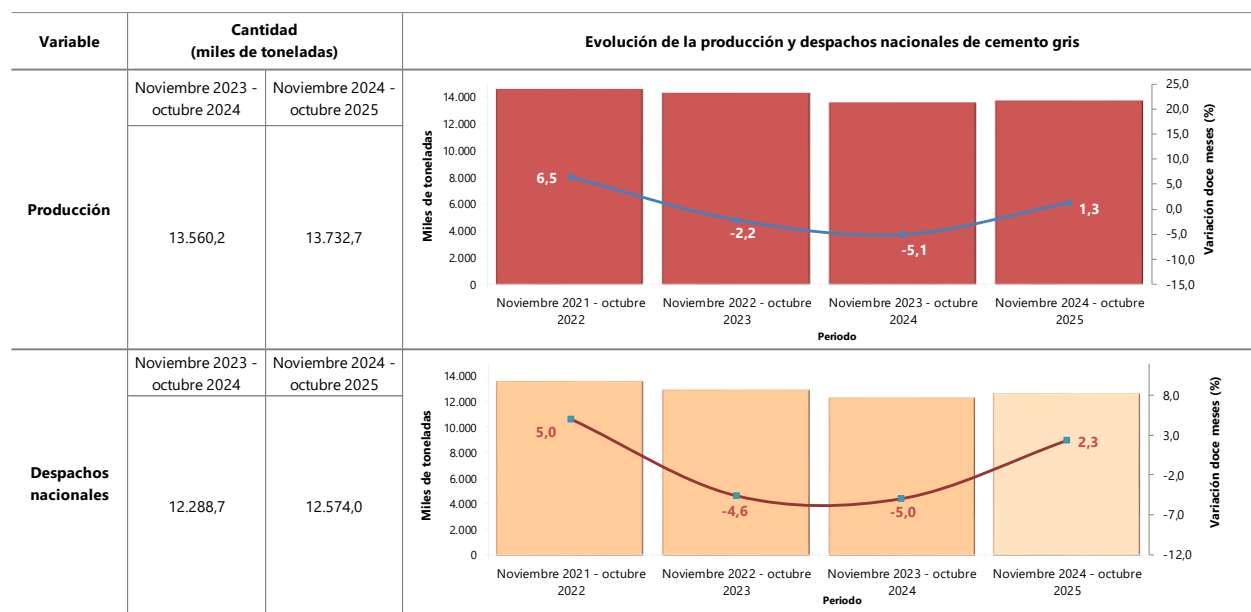 Variable
Cantidad
(miles de toneladas)
Evolución de la producción y despachos nacionales de cemento gris
Producción
Noviembre 2023 -
octubre 2024
Noviembre 2024 -
octubre 2025
13.560,2
13.732,7
Miles de toneladas
14.000
12.000
10.000
8.000
6.000
4.000
2.000
0
6,5
-2,2
-5,1
1,3
25,0
20,0
15,0
10,0
5,0
0,0
-5,0
-10,0
-15,0
Variación doce meses (%)
Noviembre 2021 - octubre
2022
Noviembre 2022 - octubre
2023
Noviembre 2023 - octubre
2024
Noviembre 2024 - octubre
2025
Periodo
Despachos
nacionales
Noviembre 2023 -
octubre 2024
Noviembre 2024 -
octubre 2025
12.288,7
12.574,0
Miles de toneladas
14.000
12.000
10.000
8.000
6.000
4.000
2.000
0
5,0
-4,6
-5,0
2,3
8,0
3,0
-2,0
-7,0
-12,0
Variación doce meses (%)
Noviembre 2021 - octubre
2022
Noviembre 2022 - octubre
2023
Noviembre 2023 - octubre
2024
Noviembre 2024 - octubre
2025
Periodo